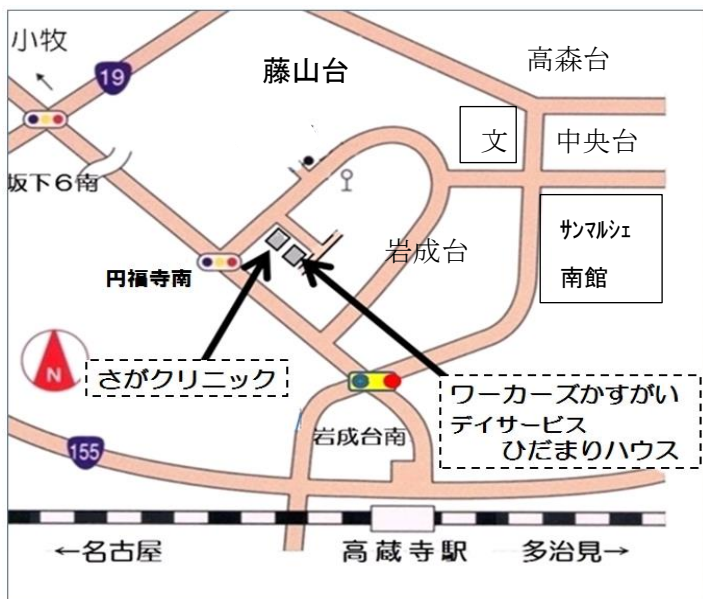 小牧
19
藤山台
高森台
文
中央台
坂下6南
サンマルシェ
南館
岩成台
円福寺南
さがクリニック
N
ワーカーズかすがい
デイサービス
ひだまりハウス
岩成台南
155
←名古屋
高蔵寺駅
多治見→